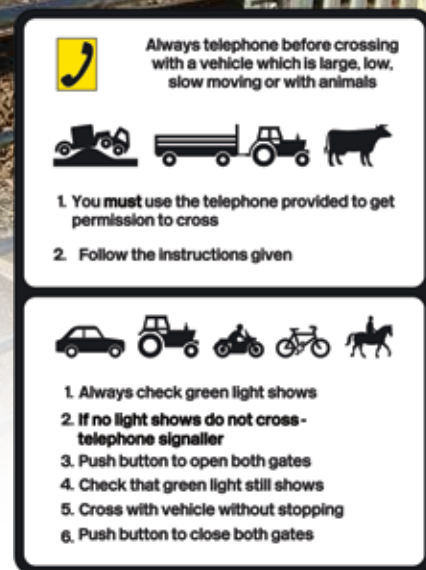 Always telephone before crossing
with a vehicle which is large, low,
slow moving or with animals
1. You must use the telephone provided to get
permission to cross
2. Follow the instructions given
1. Always check green light shows
2. If no light shows do not cross-
telephone signaller
3. Push button to open both gates
4. Check that green light still shows
5. Cross with vehicle without stopping
6. Push button to close both gates